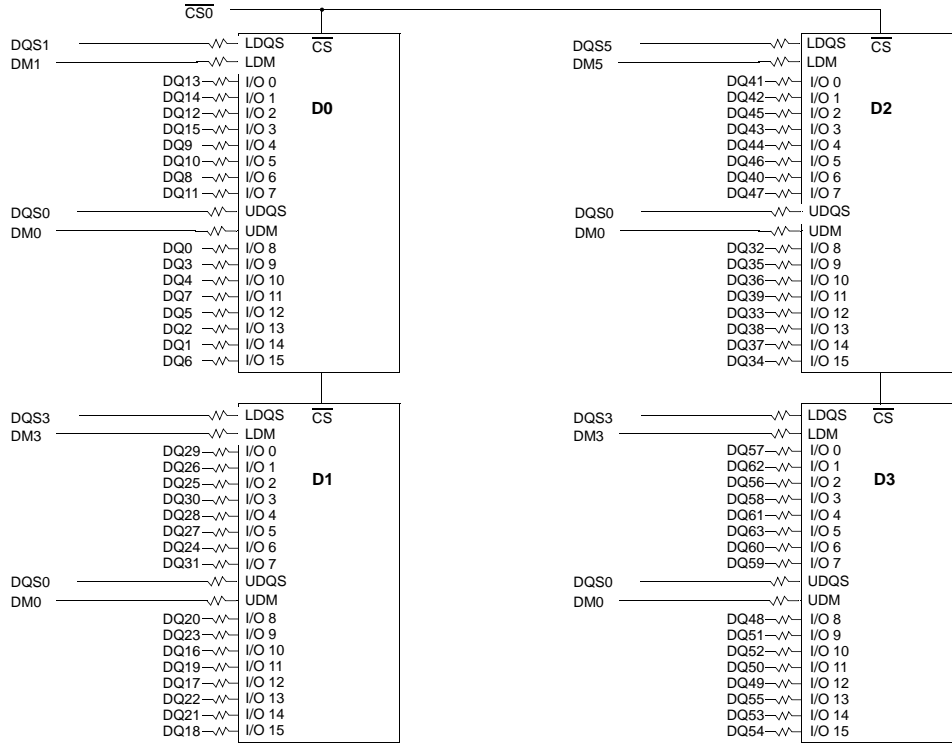 CS0
DQS1 LDQS CS
DM1 LDM
DQ13 I/O 0
DQ14 I/O 1
DQ12 I/O 2
DQ15 I/O 3
DQ9 I/O 4
DQ10 I/O 5
DQ8 I/O 6
DQ11 I/O 7
D0
DQS0 UDQS
DM0 UDM
DQ0 I/O 8
DQ3 I/O 9
DQ4 I/O 10
DQ7 I/O 11
DQ5 I/O 12
DQ2 I/O 13
DQ1 I/O 14
DQ6 I/O 15
DQS5 LDQS CS
DM5 LDM
DQ41 I/O 0
DQ42 I/O 1
DQ45 I/O 2
DQ43 I/O 3
DQ44 I/O 4
DQ46 I/O 5
DQ40 I/O 6
DQ47 I/O 7
D2
DQS0 UDQS
DM0 UDM
DQ32 I/O 8
DQ35 I/O 9
DQ36 I/O 10
DQ39 I/O 11
DQ33 I/O 12
DQ38 I/O 13
DQ37 I/O 14
DQ34 I/O 15
DQS3 LDQS CS
DM3 LDM
DQ29 I/O 0
DQ26 I/O 1
DQ25 I/O 2
DQ30 I/O 3
DQ28 I/O 4
DQ27 I/O 5
DQ24 I/O 6
DQ31 I/O 7
D1
DQS0 UDQS
DM0 UDM
DQ20 I/O 8
DQ23 I/O 9
DQ16 I/O 10
DQ19 I/O 11
DQ17 I/O 12
DQ22 I/O 13
DQ21 I/O 14
DQ18 I/O 15
DQS3 LDQS CS
DM3 LDM
DQ57 I/O 0
DQ62 I/O 1
DQ56 I/O 2
DQ58 I/O 3
DQ61 I/O 4
DQ63 I/O 5
DQ60 I/O 6
DQ59 I/O 7
D3
DQS0 UDQS
DM0 UDM
DQ48 I/O 8
DQ51 I/O 9
DQ52 I/O 10
DQ50 I/O 11
DQ49 I/O 12
DQ55 I/O 13
DQ53 I/O 14
DQ54 I/O 15